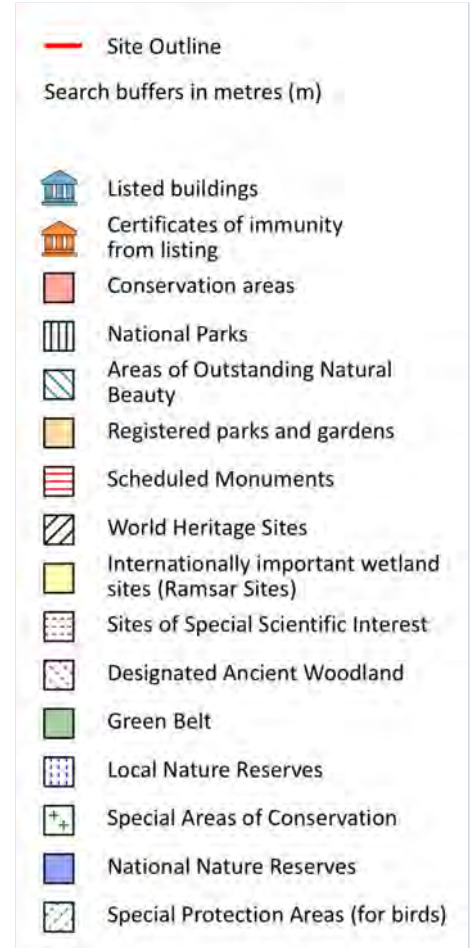 Site Outline
Search buffers in metres (m)
Listed buildings
Certificates of immunity
from listing
Conservation areas
National Parks
Areas of Outstanding Natural
Beauty
Registered parks and gardens
Scheduled Monuments
World Heritage Sites
Internationally important wetland
sites (Ramsar Sites)
Sites of Special Scientific Interest
Designated Ancient Woodland
Green Belt
Local Nature Reserves
Special Areas of Conservation
National Nature Reserves
Special Protection Areas (for birds)